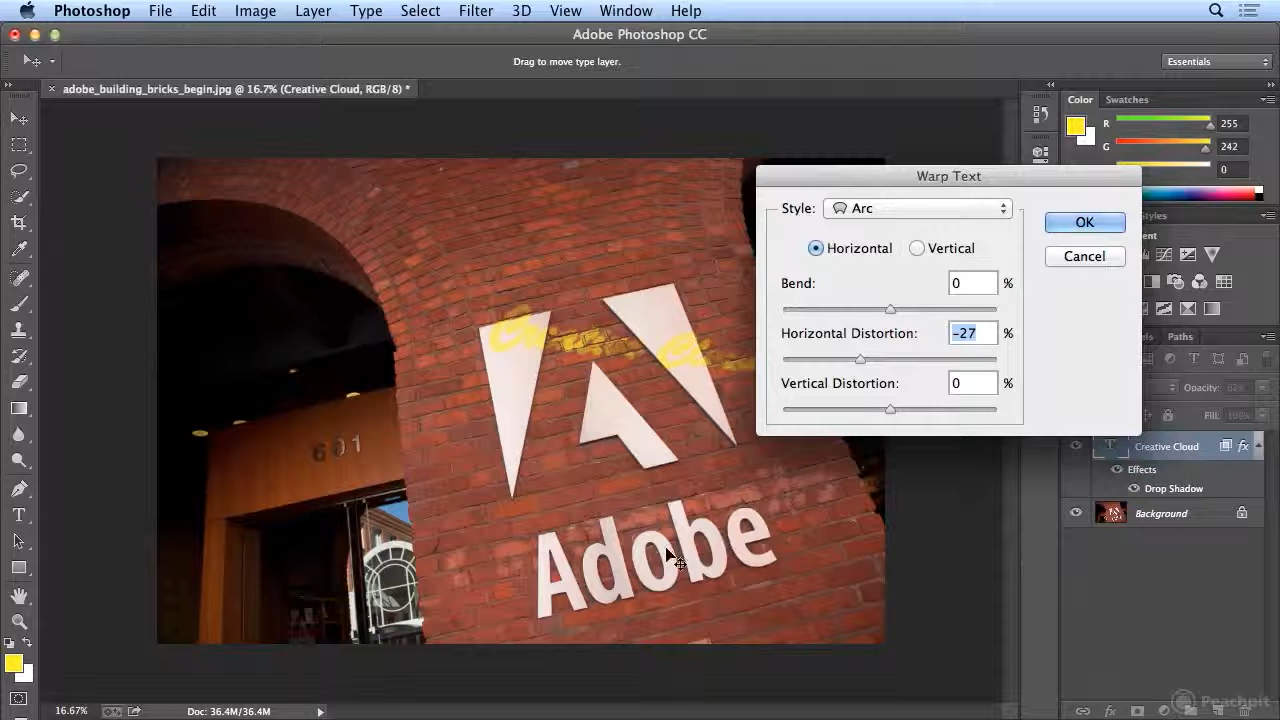 Photoshop File Edit Image Layer Type Select Filter 3D View Window Help
Adobe Photoshop CC
Drag to move type layer.
Essentials
adobe_building_bricks_begin.jpg @ 16.7% (Creative Cloud, RGB/8) *
Color Swatches
R 255
G 242
0
Warp Text
Style: Arc
OK
Horizontal Vertical
Cancel
Bend: 0 %
Horizontal Distortion: -27 %
Vertical Distortion: 0 %
Styles
Paths
Opacity:
Fill: 100%
Creative Cloud fx
Effects
Drop Shadow
Background
601
Adobe
16.67% Doc: 36.4M/36.4M
Peachpit